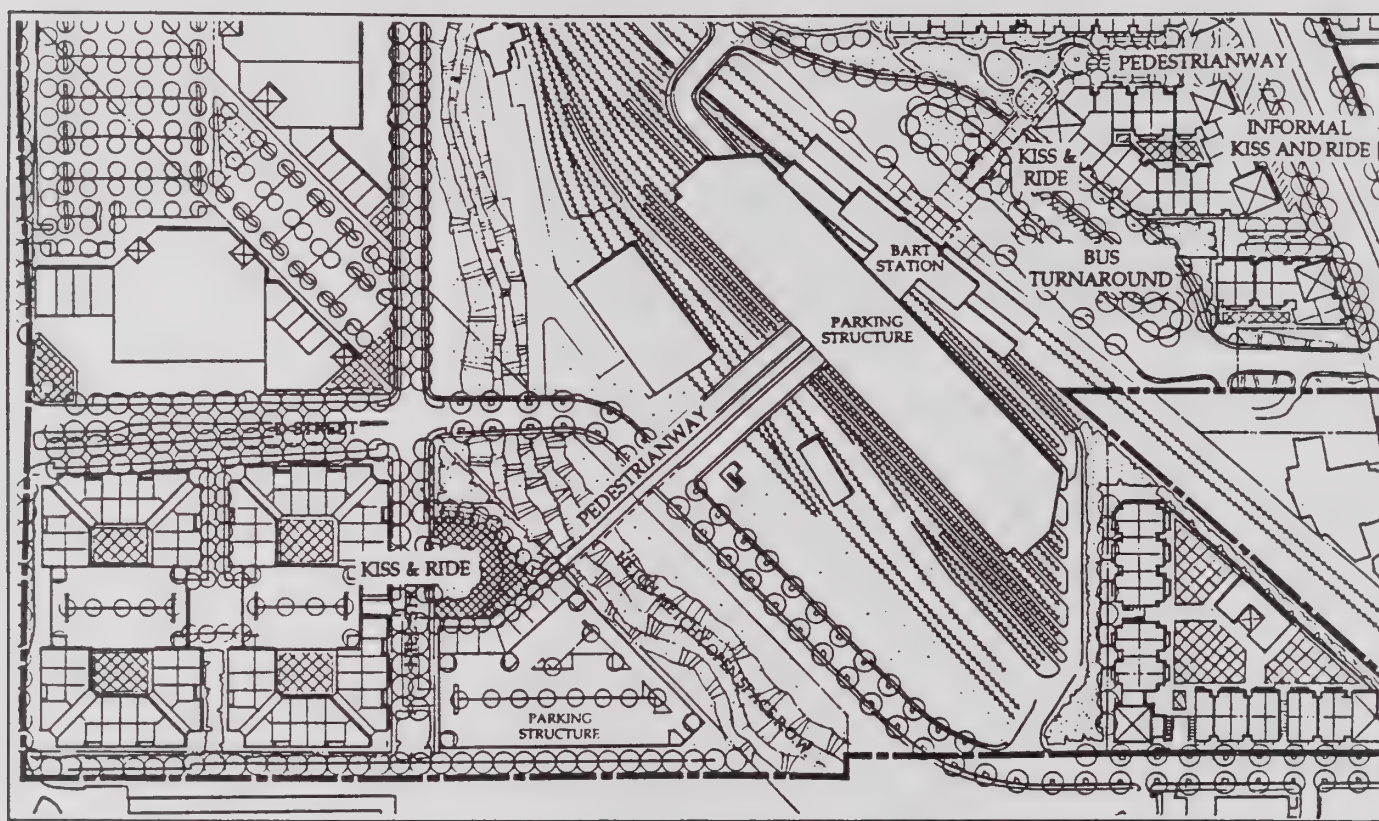 PEDESTRIANWAY
INFORMAL
KISS AND RIDE
KISS &
RIDE
BART
STATION
BUS
TURNAROUND
PARKING
STRUCTURE
D STREET
PEDESTRIANWAY
KISS & RIDE
PARKING
STRUCTURE